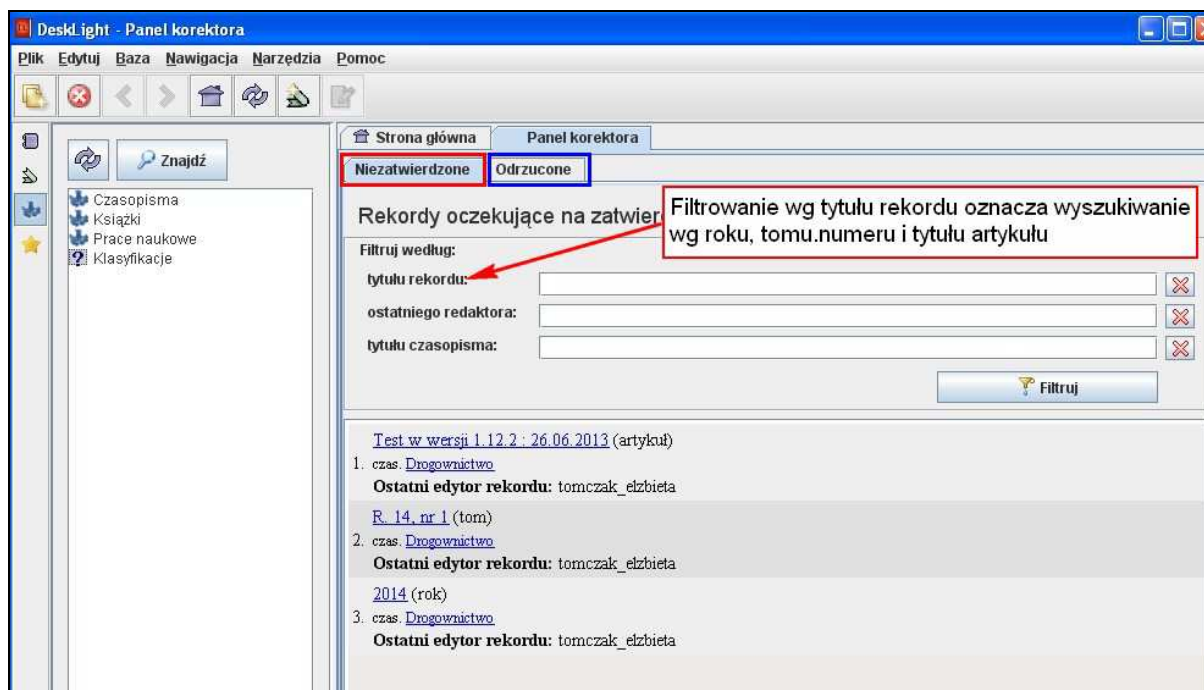 DeskLight - Panel korektora
Plik Edytuj Baza Nawigacja Narzędzia Pomoc
Znajdź
Czasopisma
Książki
Prace naukowe
Klasyfikacje
Strona główna Panel korektora
Niezatwierdzone Odrzucone
Rekordy oczekujące na
Filtrowanie wg tytułu rekordu oznacza wyszukiwanie
wg roku, tomu.numeru i tytułu artykułu
Filtruj według:
tytułu rekordu:
ostatniego redaktora:
tytułu czasopisma:
Filtruj
Test w wersji 1.12.2 : 26.06.2013 (artykuł)
1. czas. Drogownictwo
Ostatni edytor rekordu: tomczak_elzbieta
R. 14, nr 1 (tom)
2. czas. Drogownictwo
Ostatni edytor rekordu: tomczak_elzbieta
2014 (rok)
3. czas. Drogownictwo
Ostatni edytor rekordu: tomczak_elzbieta